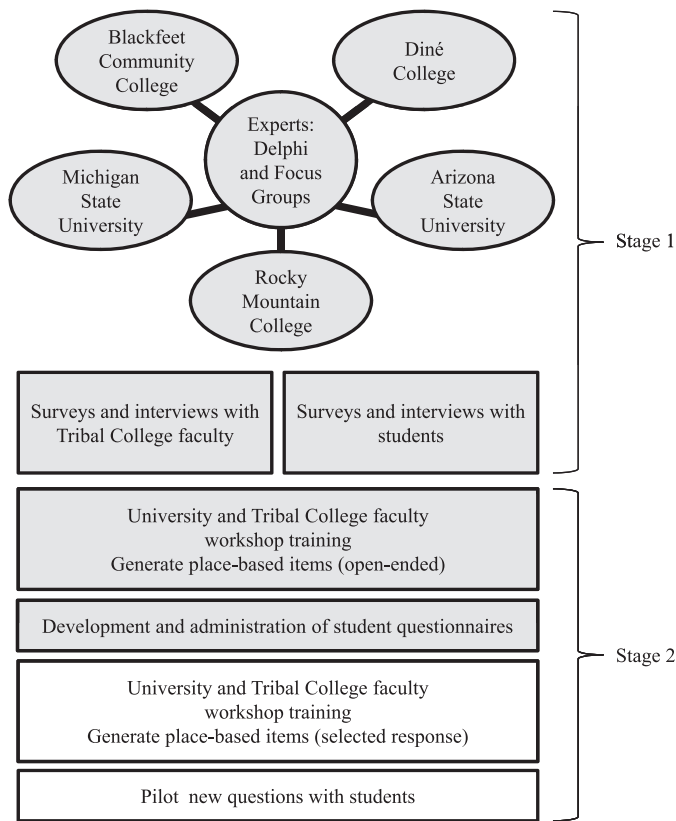 Blackfeet
Community
College
Diné
College
Experts:
Delphi
and Focus
Groups
Michigan
State
University
Arizona
State
University
Rocky
Mountain
College
Stage 1
Surveys and interviews with
Tribal College faculty
Surveys and interviews with
students
University and Tribal College faculty
workshop training
Generate place-based items (open-ended)
Development and administration of student questionnaires
Stage 2
University and Tribal College faculty
workshop training
Generate place-based items (selected response)
Pilot new questions with students